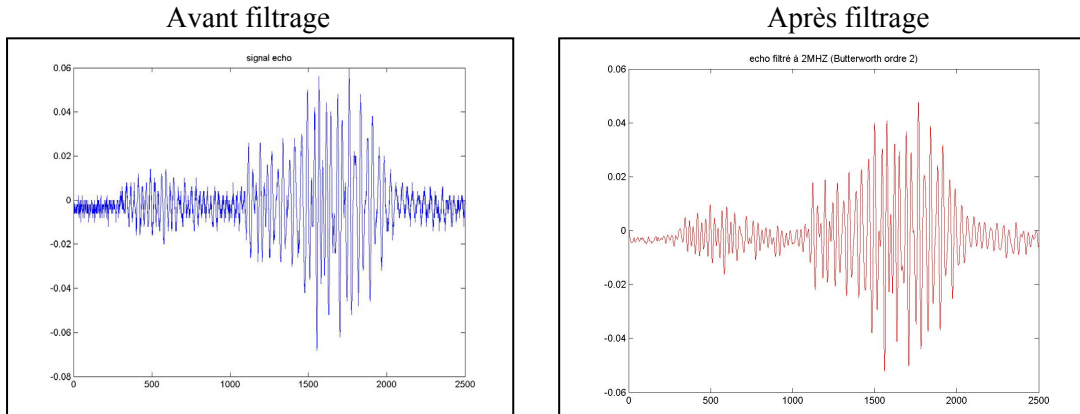 Avant filtrage
Après filtrage
signal echo
0.06
0.04
0.02
0
-0.02
-0.04
-0.06
-0.08
0 500 1000 1500 2000 2500
echo filtré à 2MHZ (Butterworth ordre 2)
0.06
0.04
0.02
0
-0.02
-0.04
-0.06
0 500 1000 1500 2000 2500